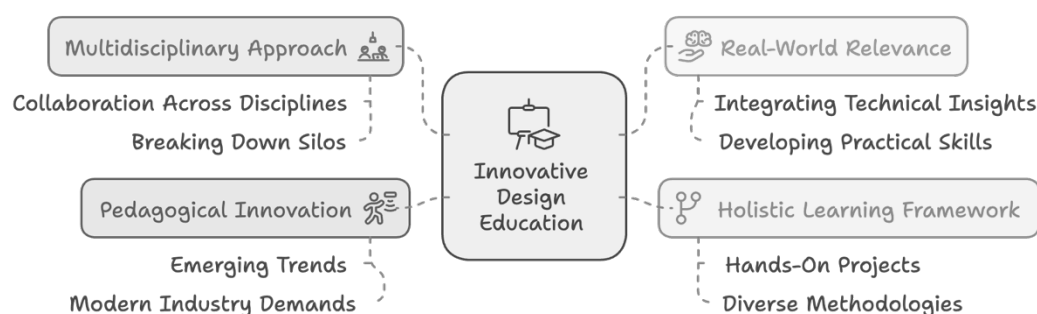 Multidisciplinary Approach
Collaboration Across Disciplines
Breaking Down Silos
Pedagogical Innovation
Emerging Trends
Modern Industry Demands
Innovative
Design
Education
Real-World Relevance
Integrating Technical Insights
Developing Practical Skills
Holistic Learning Framework
Hands-On Projects
Diverse Methodologies